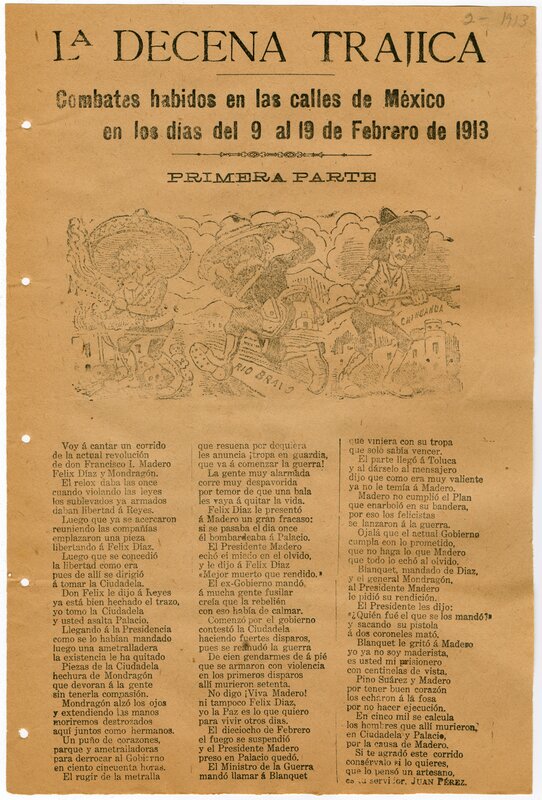 2- 1913
LA DECENA TRAJICA
Combates habidos en las calles de México
en los días del 9 al 19 de Febrero de 1913
PRIMERA PARTE
RIO BRAVO
CHIHUAHUA
Voy á cantar un corrido
de la actual revolución
de don Francisco I. Madero
Felix Díaz y Mondragón.
El relox daba las once
cuando violando las leyes
los sublevados ya armados
daban libertad á Reyes.
Luego que ya se acercaron
reuniendo las compañías
emplazaron una pieza
libertando á Felix Diaz.
Luego que se concedió
la libertad como era
pues de allí se dirigió
á tomar la Ciudadela.
Don Felix le dijo á Reyes
ya está bien hechado el trazo,
yo tomo la Ciudadela
y usted asalta Palacio.
Llegando á la Presidencia
como se lo habían mandado
luego una ametralladera
la existencia le ha quitado
Piezas de la Ciudadela
hechura de Mondragón
que devoran á la gente
sin tenerla compasión.
Mondragón alzó los ojos
y extendiendo las manos
moriremos destrozados
aquí juntos como hermanos.
Un puño de corazones,
parque y ametralladoras
para derrocar al Gobierno
en ciento cincuenta horas.
El rugir de la metralla
que resuena por doquiera
les anuncia ¡tropa en guardia,
que va á comenzar la guerra!
La gente muy alarmada
corre muy despavorida
por temor de que una bala
les vaya á quitar la vida.
Felix Díaz le presentó
á Madero un gran fracaso:
si se pasaba el día once
él bombardeaba á Palacio.
El Presidente Madero
echó el miedo en el olvido,
y le dijo á Felix Díaz
«Mejor muerto que rendido.»
El ex-Gobierno mandó,
á mucha gente fusilar
creía que la rebelión
con eso había de calmar.
Comenzó por el gobierno
contestó la Ciudadela
haciendo fuertes disparos,
pues se reanudó la guerra
De cien gendarmes de á pié
que se artimaron con violencia
en los primeros disparos
allí murieron setenta.
No digo ¡Viva Madero!
ni tampoco Felix Diaz,
yo la Paz es lo que quiero
para vivir otros días.
El dieciocho de Febrero
el fuego se suspendió
y el Presidente Madero
preso en Palacio quedó.
El Ministro de la Guerra
mandó llamar á Blanquet
que viniera con su tropa
que solo sabía vencer.
El parte llegó á Toluca
y al dárselo al mensajero
dijo que como era muy valiente
ya no le temía á Madero.
Madero no cumplió el Plan
que enarboló en su bandera,
por eso los felicistas
se lanzaron á la guerra.
Ojalá que el actual Gobierno
cumpla con lo prometido,
que no haga lo que Madero
que todo lo echó al olvido.
Blanquet, mandado de Díaz,
y el general Mondragón,
al Presidente Madero
le pidió su rendición.
El Presidente les dijo:
«¿Quién fué el que se los mandó?»
y sacando su pistola
á dos coroneles mató.
Blanquet le gritó á Madero
yo ya no soy maderista,
es usted mi prisionero
con centinelas de vista.
Pino Suárez y Madero
por tener buen corazón
los echaron á la fosa
por no hacer ejecución.
En cinco mil se calcula
los hombres que allí murieron,
en Ciudadela y Palacio,
por la causa de Madero.
Si te agradó este corrido
consérvalo si lo quieres,
que lo pensó un artesano,
es tu servidor. JUAN PÉREZ.